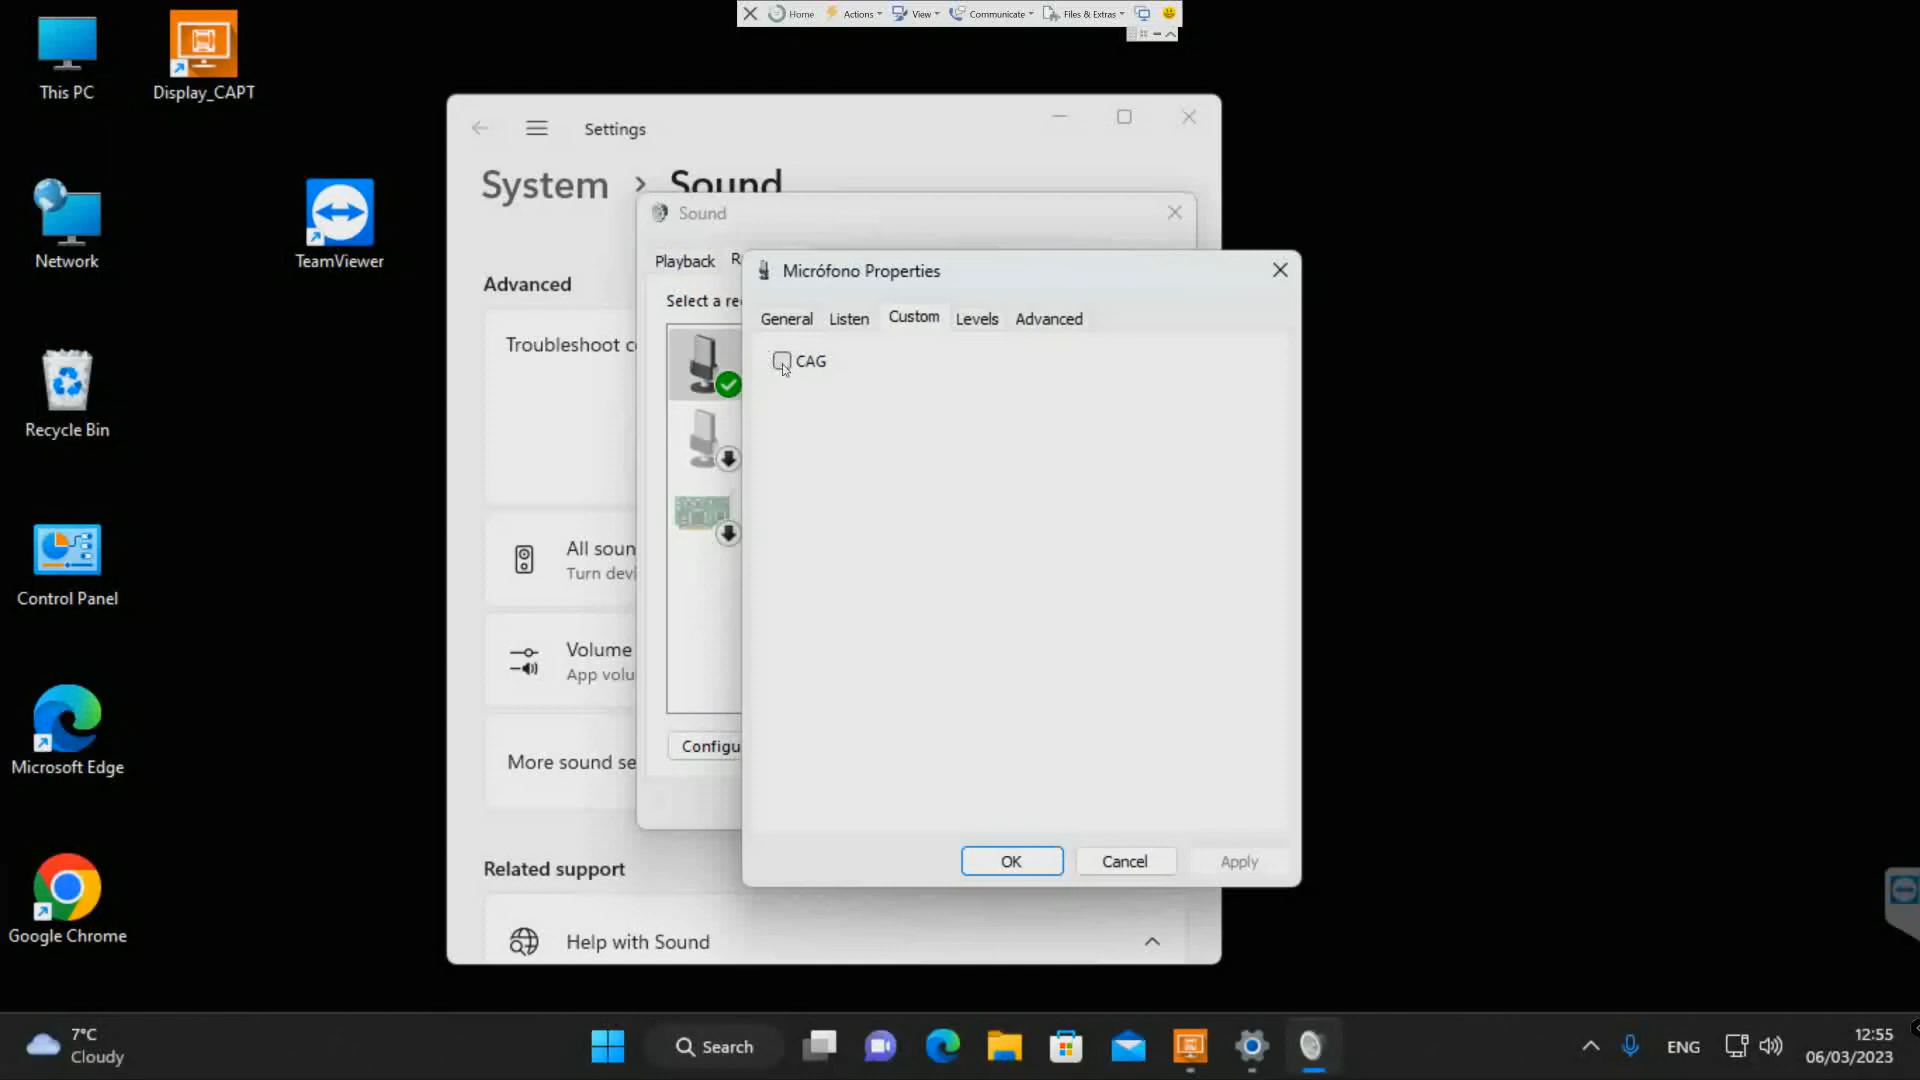 Home
Actions
View
Communicate
Files & Extras
This PC
Display_CAPT
Network
TeamViewer
Recycle Bin
Control Panel
Microsoft Edge
Google Chrome
Settings
System > Sound
Advanced
Troubleshoot c
All soun
Turn devi
Volume
App volu
More sound se
Related support
Help with Sound
Sound
Playback R
Select a re
Configu
Micrófono Properties
General Listen Custom Levels Advanced
CAG
OK Cancel Apply
7°C
Cloudy
Search
ENG
12:55
06/03/2023